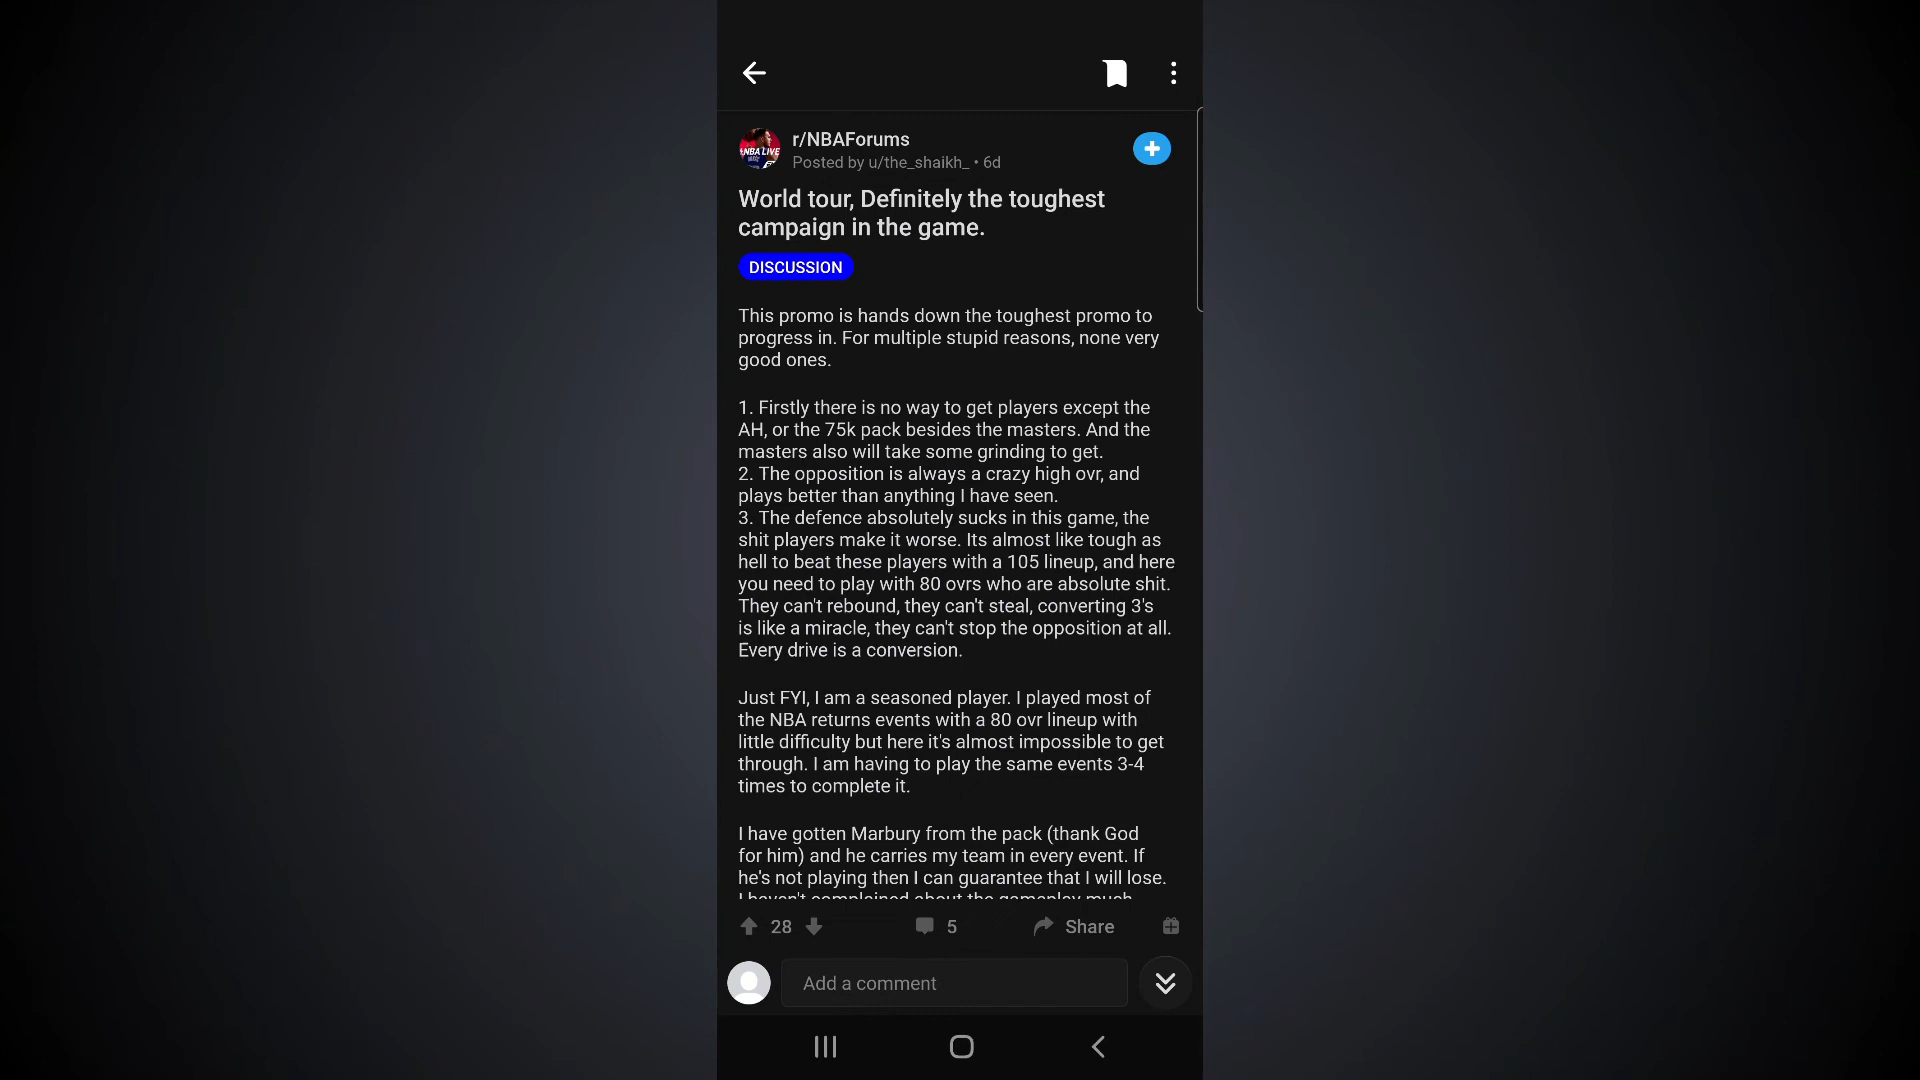 r/NBAForums
NBA LIVE
Posted by u/the_shaikh_ • 6d
World tour, Definitely the toughest
campaign in the game.
DISCUSSION
This promo is hands down the toughest promo to
progress in. For multiple stupid reasons, none very
good ones.
1. Firstly there is no way to get players except the
AH, or the 75k pack besides the masters. And the
masters also will take some grinding to get.
2. The opposition is always a crazy high ovr, and
plays better than anything I have seen.
3. The defence absolutely sucks in this game, the
shit players make it worse. Its almost like tough as
hell to beat these players with a 105 lineup, and here
you need to play with 80 ovrs who are absolute shit.
They can't rebound, they can't steal, converting 3's
is like a miracle, they can't stop the opposition at all.
Every drive is a conversion.
Just FYI, I am a seasoned player. I played most of
the NBA returns events with a 80 ovr lineup with
little difficulty but here it's almost impossible to get
through. I am having to play the same events 3-4
times to complete it.
I have gotten Marbury from the pack (thank God
for him) and he carries my team in every event. If
he's not playing then I can guarantee that I will lose.
I haven't complained about the gameplay much
28
5
Share
Add a comment